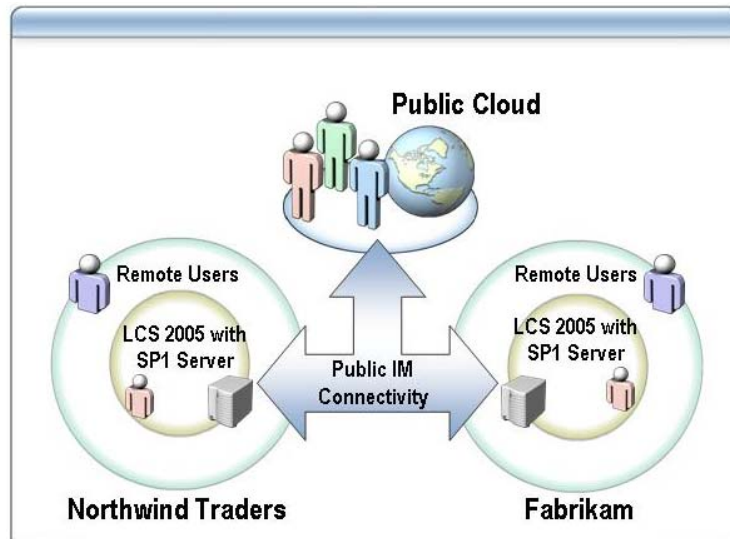 Public Cloud
Remote Users
LCS 2005 with
SP1 Server
Public IM
Connectivity
Remote Users
LCS 2005 with
SP1 Server
Northwind Traders
Fabrikam